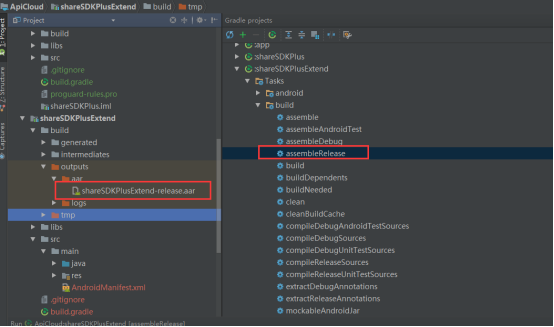 ApiCloud shareSDKPlusExtend build tmp
1: Project
Structure
Captures
Project
build
libs
src
.gitignore
build.gradle
proguard-rules.pro
shareSDKPlus.iml
shareSDKPlusExtend
build
generated
intermediates
outputs
aar
shareSDKPlusExtend-release.aar
logs
tmp
libs
src
main
java
res
AndroidManifest.xml
.gitignore
build.gradle
Gradle projects
:app
:shareSDKPlus
:shareSDKPlusExtend
Tasks
android
build
assemble
assembleAndroidTest
assembleDebug
assembleRelease
build
buildDependents
buildNeeded
clean
cleanBuildCache
compileDebugAndroidTestSources
compileDebugSources
compileDebugUnitTestSources
compileReleaseSources
compileReleaseUnitTestSources
extractDebugAnnotations
extractReleaseAnnotations
mockableAndroidJar
Run ApiCloud:shareSDKPlusExtend [assembleRelease]